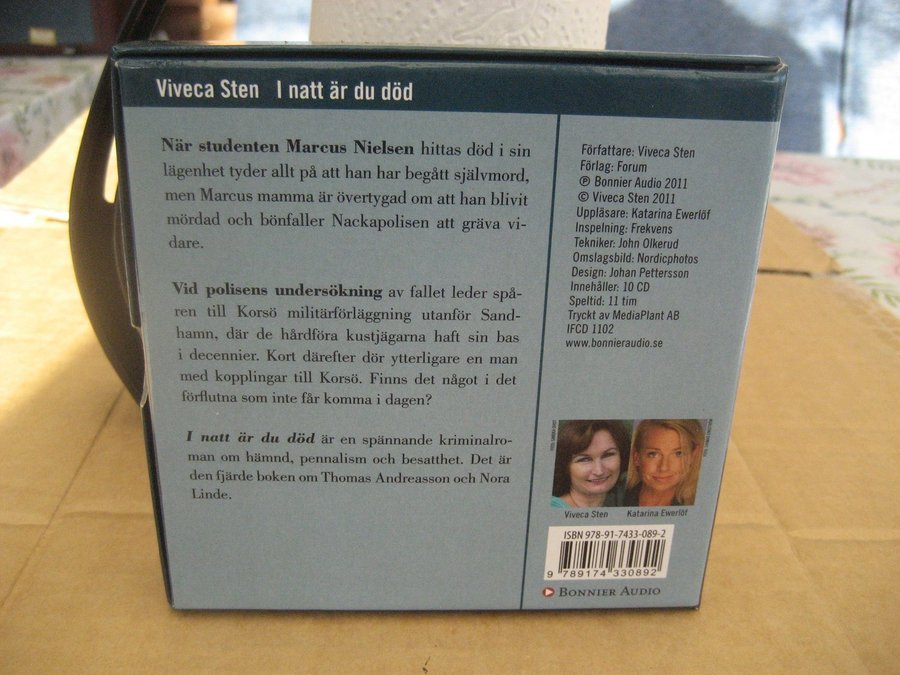 Viveca Sten I natt är du död
När studenten Marcus Nielsen hittas död i sin
lägenhet tyder allt på att han har begått självmord,
men Marcus mamma är övertygad om att han blivit
mördad och bönfaller Nackapolisen att gräva vi-
dare.
Vid polisens undersökning av fallet leder spå-
ren till Korsö militärförläggning utanför Sand-
hamn, där de hårdföra kustjägarna haft sin bas
i decennier. Kort därefter dör ytterligare en man
med kopplingar till Korsö. Finns det något i det
förflutna som inte får komma i dagen?
I natt är du död är en spännande kriminalro-
man om hämnd, pennalism och besatthet. Det är
den fjärde boken om Thomas Andreasson och Nora
Linde.
Författare: Viveca Sten
Förlag: Forum
℗ Bonnier Audio 2011
© Viveca Sten 2011
Uppläsare: Katarina Ewerlöf
Inspelning: Frekvens
Tekniker: John Olkerud
Omslagsbild: Nordicphotos
Design: Johan Pettersson
Innehåller: 10 CD
Speltid: 11 tim
Tryckt av MediaPlant AB
IFCD 1102
www.bonnieraudio.se
Viveca Sten Katarina Ewerlöf
ISBN 978-91-7433-089-2
9 789174 330892
BONNIER AUDIO